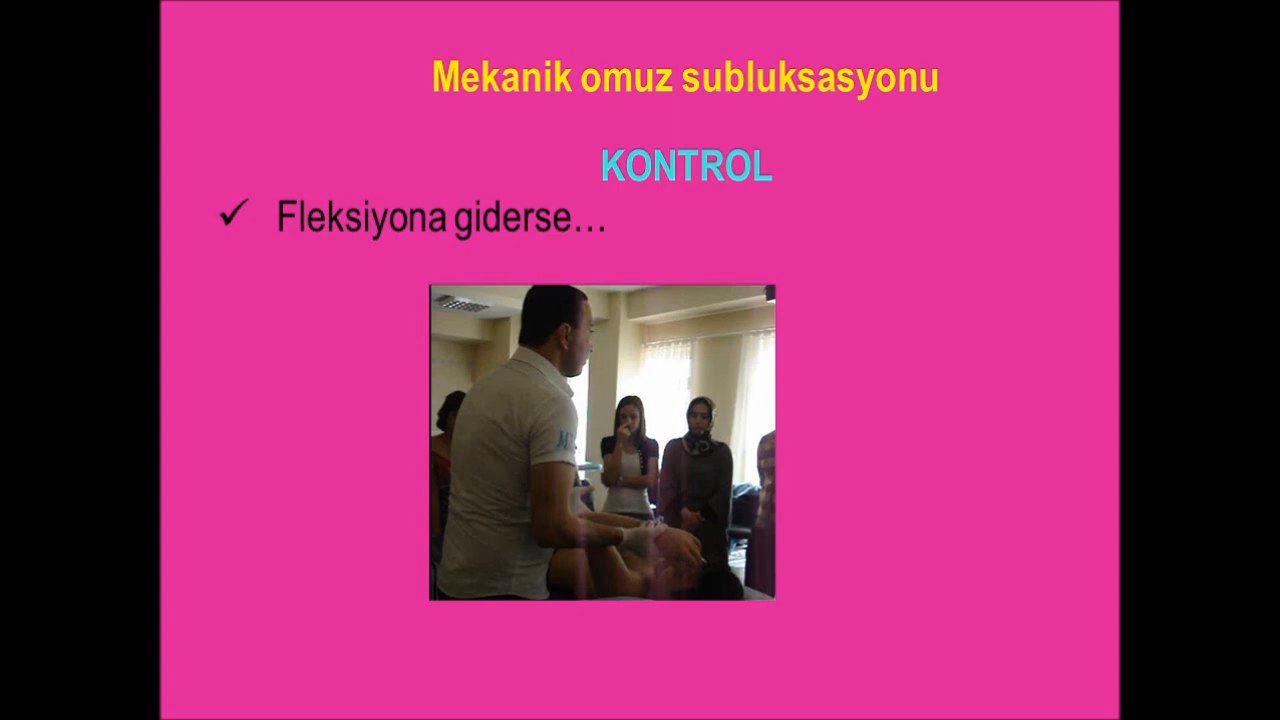 Mekanik omuz subluksasyonu
KONTROL
✓ Fleksiyona giderse…